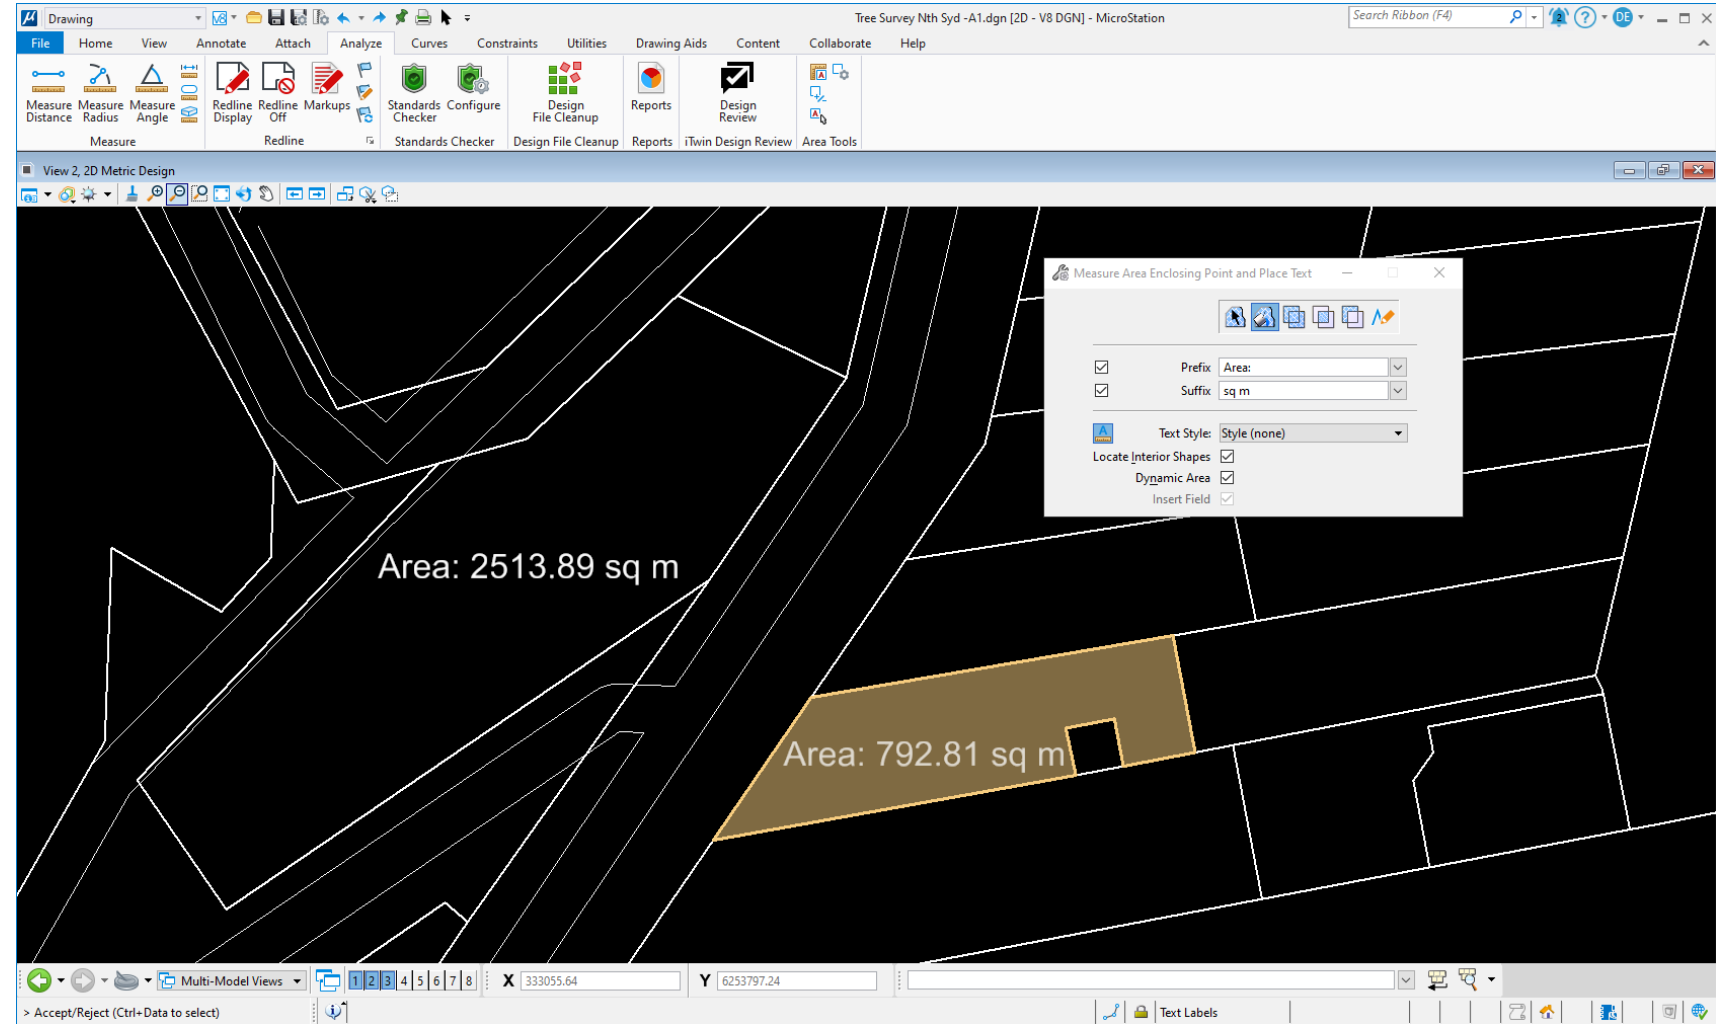 Drawing
Tree Survey Nth Syd -A1.dgn [2D - V8 DGN] - MicroStation
Search Ribbon (F4)
2
DE
File Home View Annotate Attach Analyze Curves Constraints Utilities Drawing Aids Content Collaborate Help
Measure Distance
Measure Radius
Measure Angle
Redline Display
Redline Off
Markups
Standards Checker
Configure
Design File Cleanup
Reports
Design Review
Measure Redline Standards Checker Design File Cleanup Reports iTwin Design Review Area Tools
View 2, 2D Metric Design
Measure Area Enclosing Point and Place Text
Prefix Area:
Suffix sq m
Text Style: Style (none)
Locate Interior Shapes
Dynamic Area
Insert Field
Area: 2513.89 sq m
Area: 792.81 sq m
Multi-Model Views 1 2 3 4 5 6 7 8 X 333055.64 Y 6253797.24
> Accept/Reject (Ctrl+Data to select) Text Labels